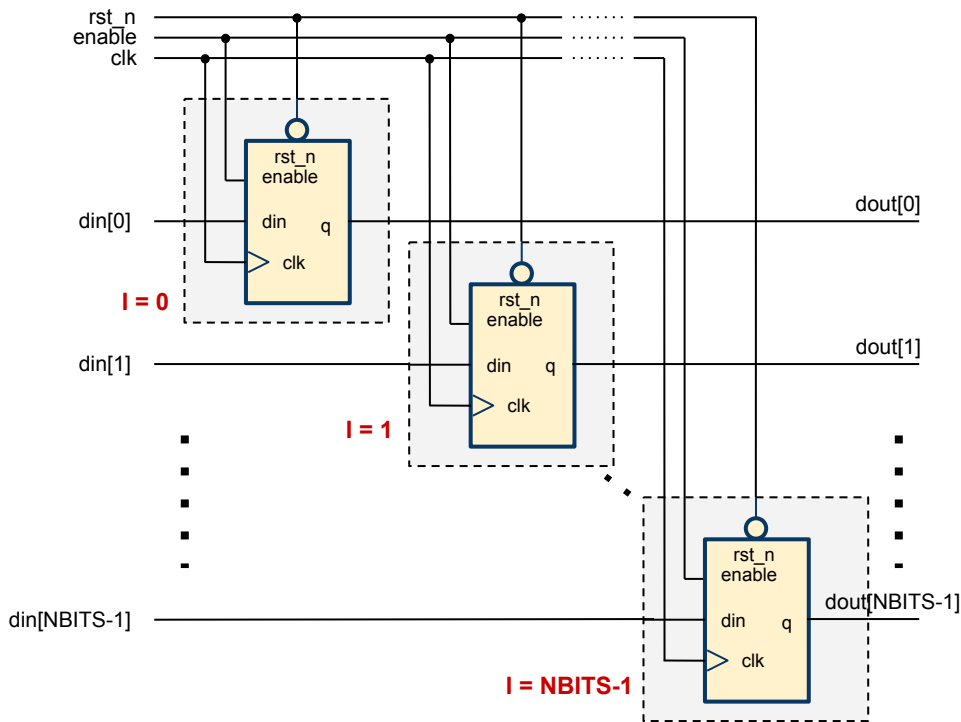 rst_n
enable
clk
rst_n
enable
din[0]
din
q
dout[0]
clk
I = 0
rst_n
enable
din[1]
din
q
dout[1]
clk
I = 1
rst_n
enable
din[NBITS-1]
din
q
dout[NBITS-1]
clk
I = NBITS-1